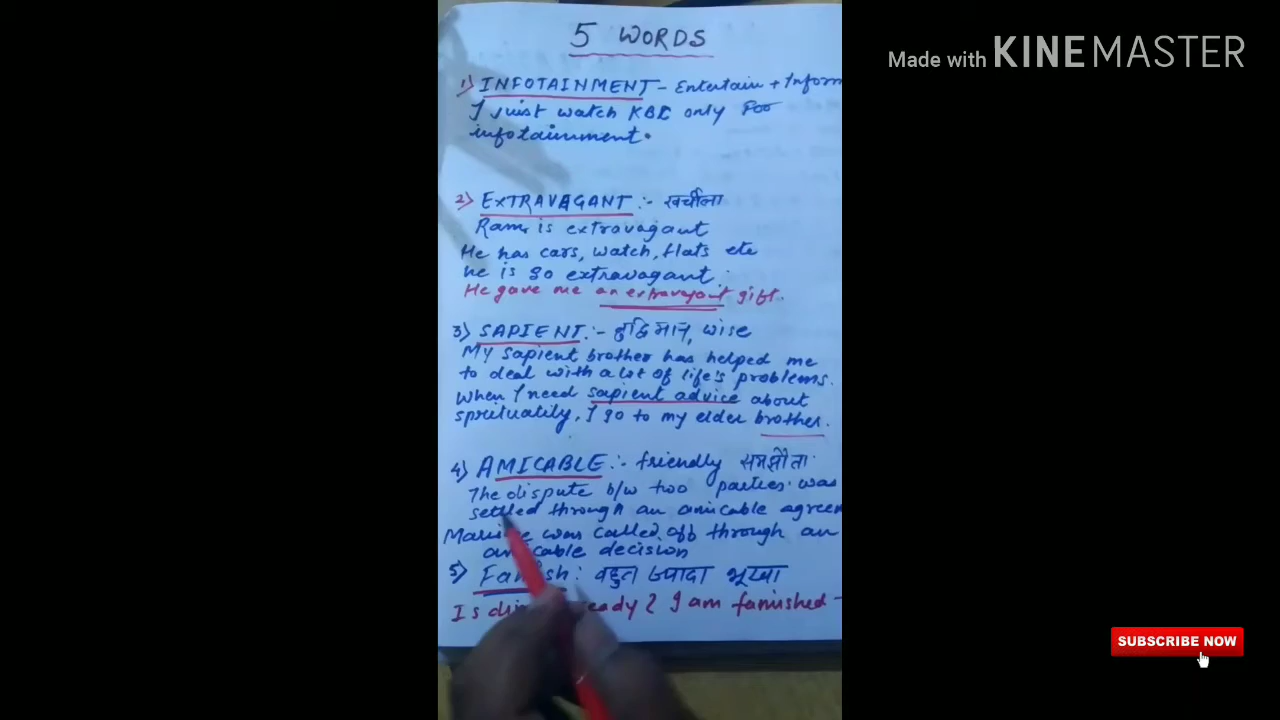 5 WORDS
Made with KINEMASTER
1) INFOTAINMENT - Entertain + Inform
I just watch KBC only for
infotainment.
2) EXTRAVAGANT :- खर्चीला
Ram is extravagant
He has cars, watch, flats etc
he is so extravagant.
He gave me an extravagant gift.
3) SAPIENT :- बुद्धिमान, wise
My sapient brother has helped me
to deal with a lot of life's problems.
When I need sapient advice about
I go to my elder brother.
4) AMICABLE :- friendly समझौता
The dispute b/w two parties was
settled through an amicable agreem
was called off through an
amicable decision
5) Famish : बहुत ज्यादा भूखा
Is ready? I am famished -
SUBSCRIBE NOW